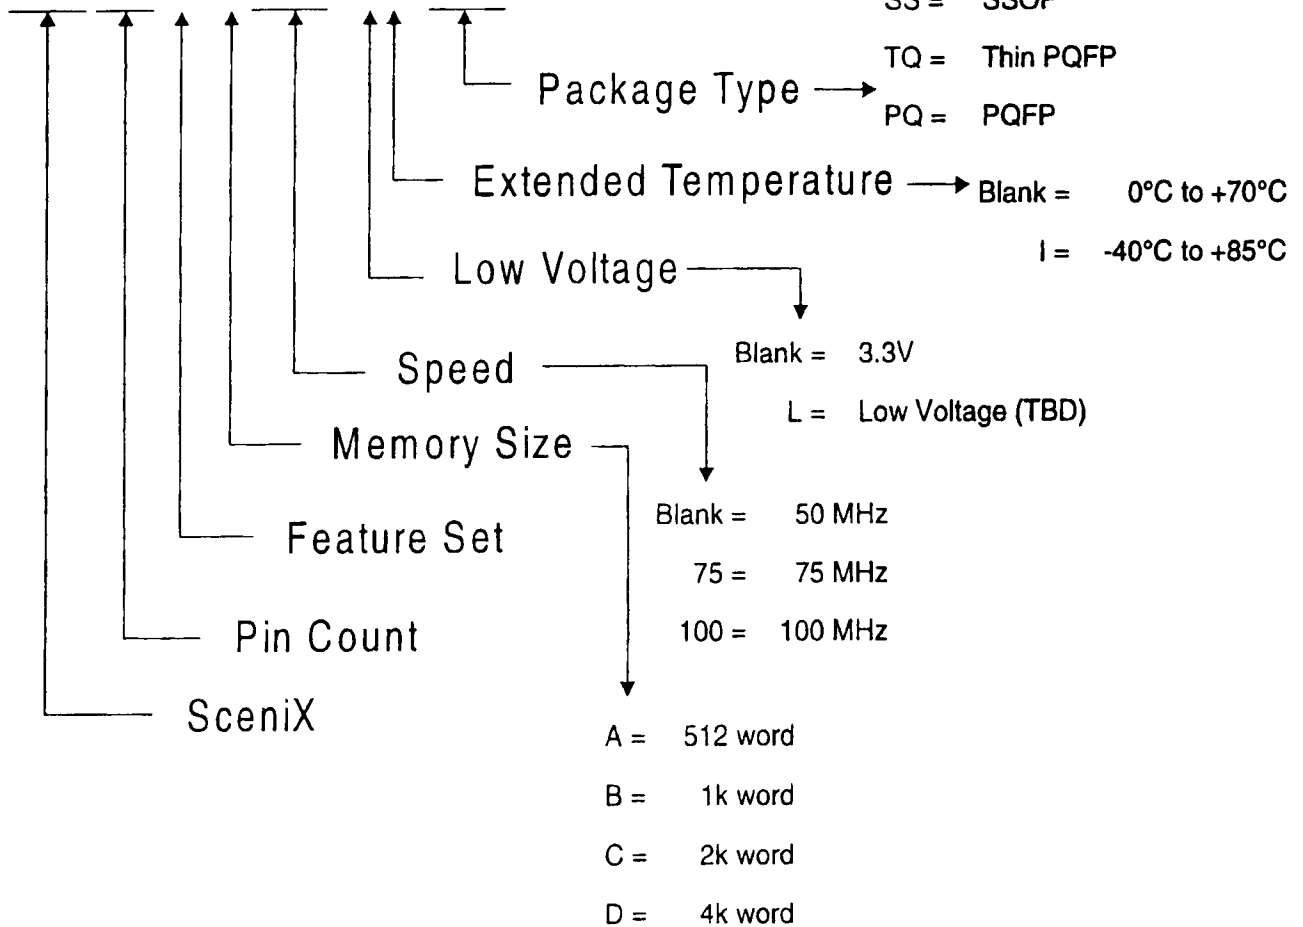 SS = SSOP
TQ = Thin PQFP
Package Type
PQ = PQFP
Extended Temperature
Blank = 0°C to +70°C
I = -40°C to +85°C
Low Voltage
Blank = 3.3V
L = Low Voltage (TBD)
Speed
Memory Size
Blank = 50 MHz
75 = 75 MHz
100 = 100 MHz
Feature Set
Pin Count
SceniX
A = 512 word
B = 1k word
C = 2k word
D = 4k word